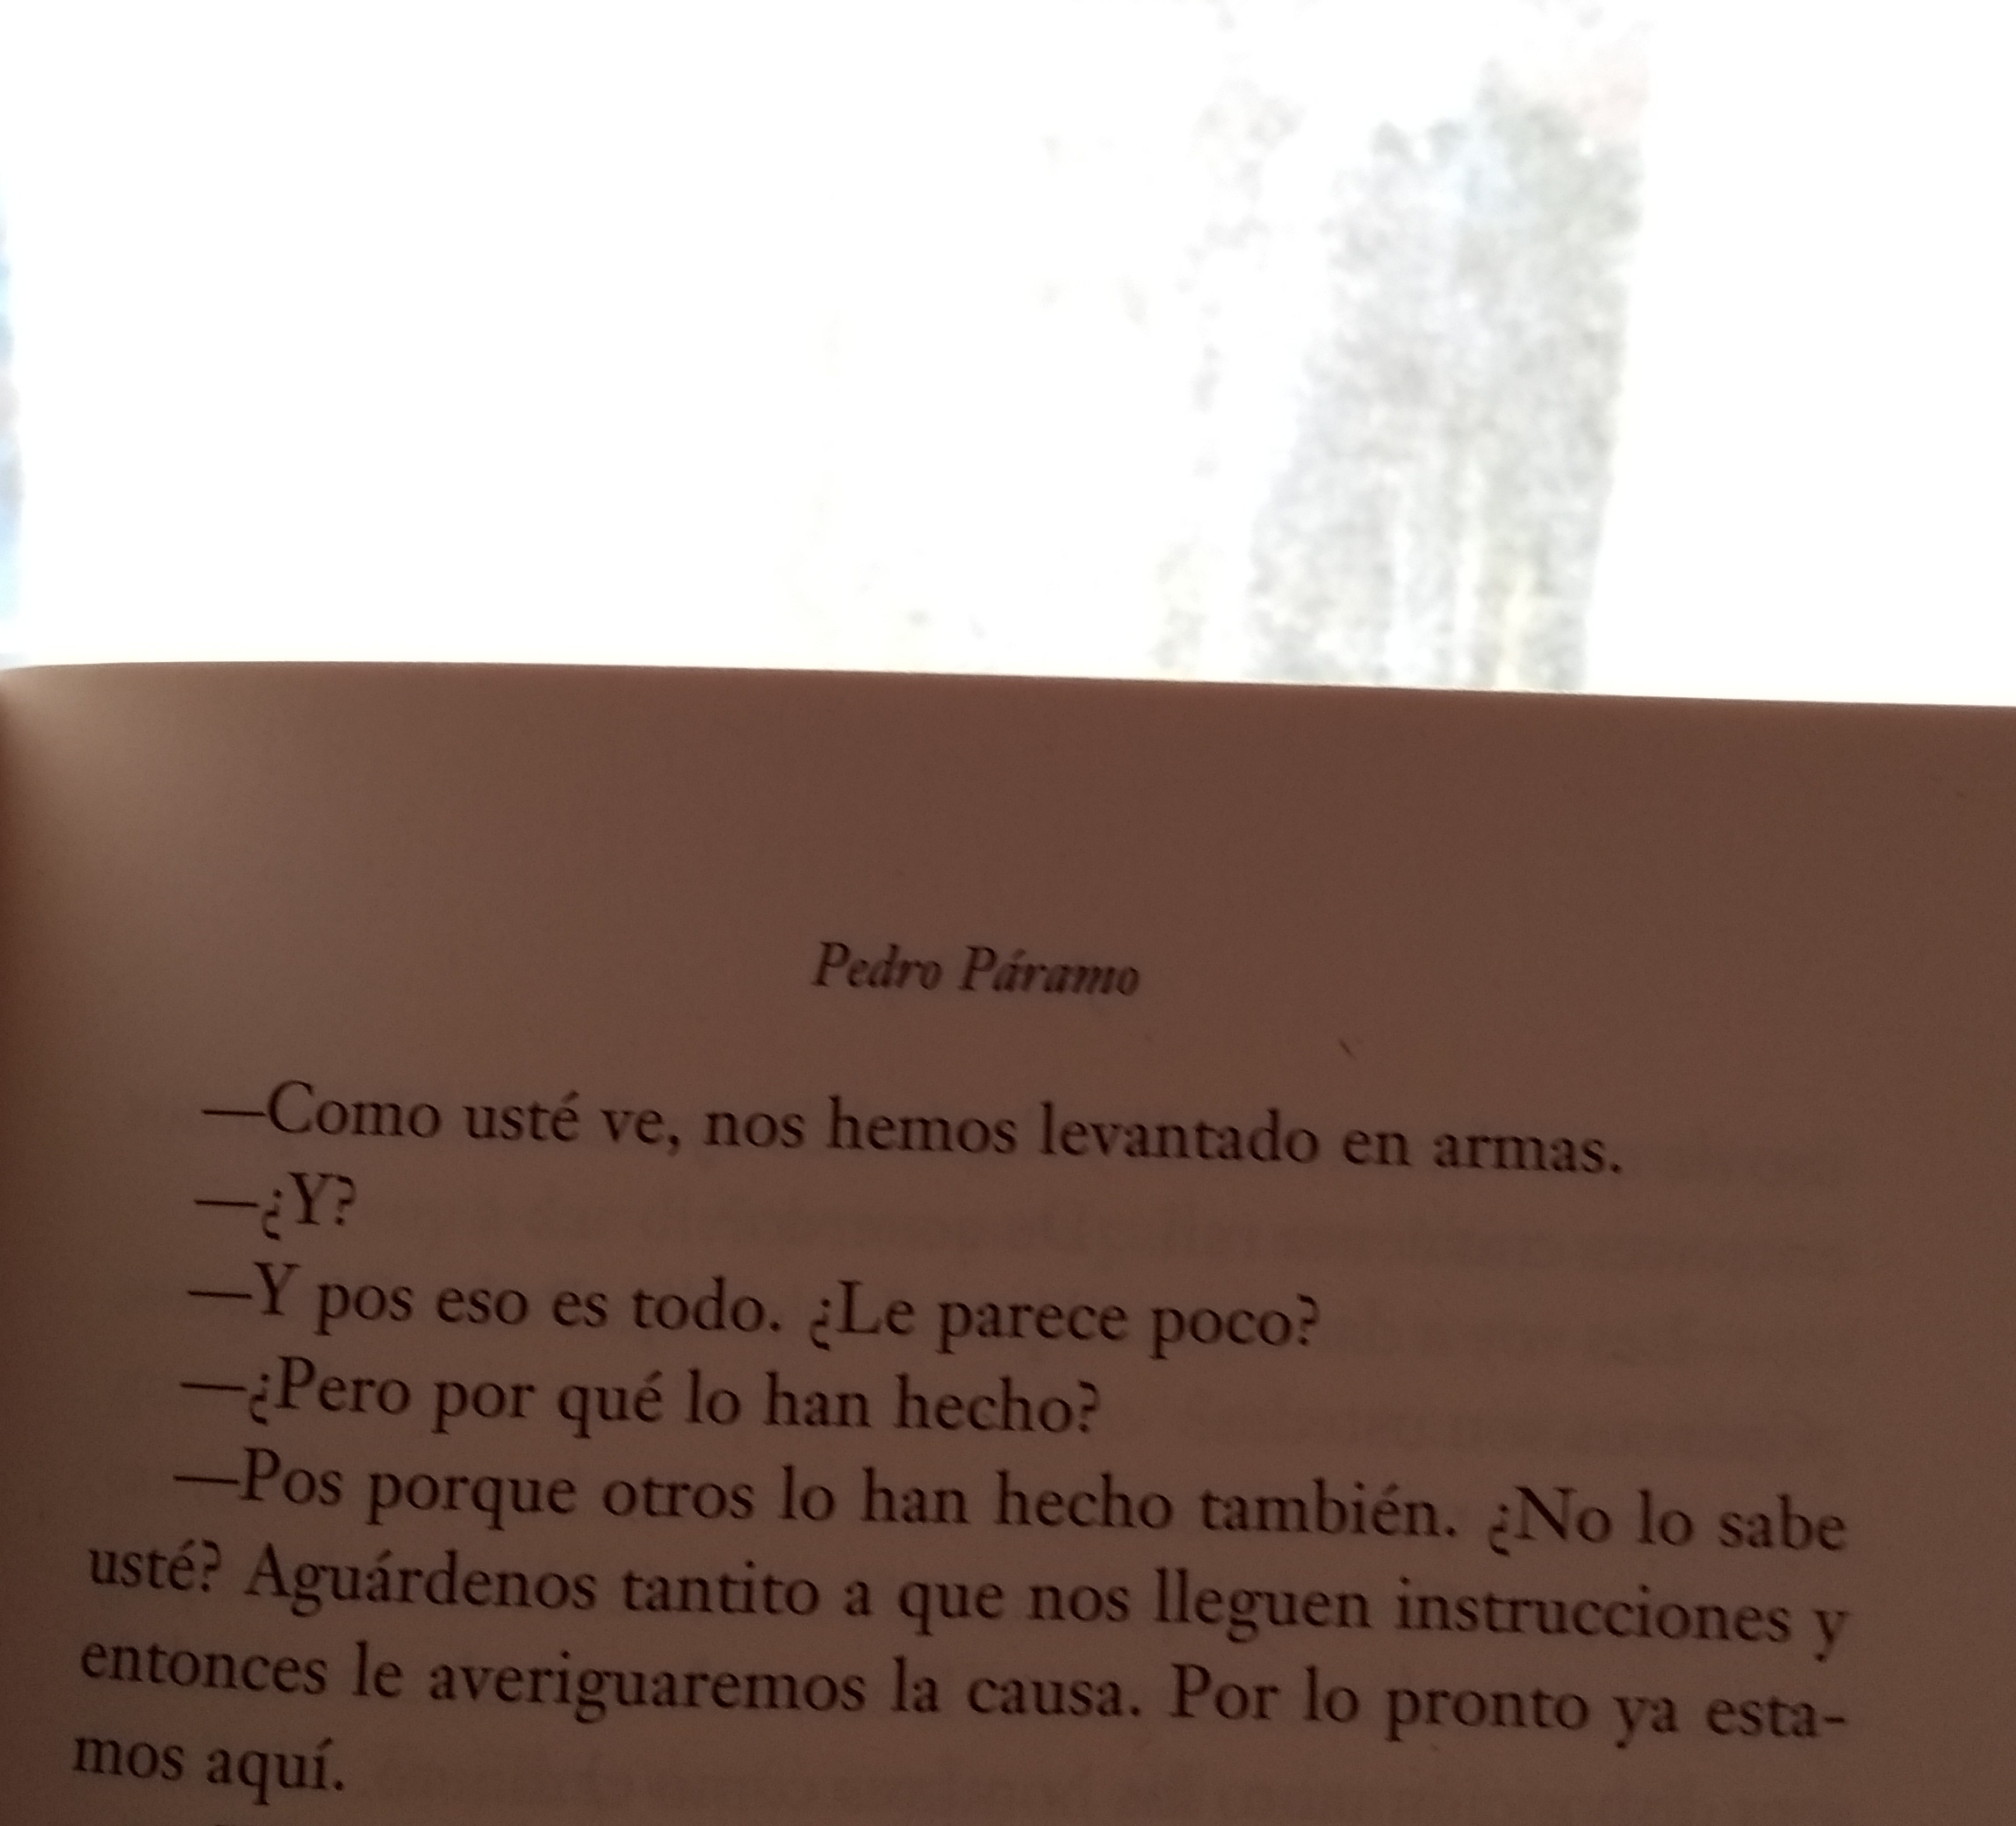 Pedro Páramo
—Como usté ve, nos hemos levantado en armas.
—¿Y?
—Y pos eso es todo. ¿Le parece poco?
—¿Pero por qué lo han hecho?
—Pos porque otros lo han hecho también. ¿No lo sabe
usté? Aguárdenos tantito a que nos lleguen instrucciones y
entonces le averiguaremos la causa. Por lo pronto ya esta-
mos aquí.